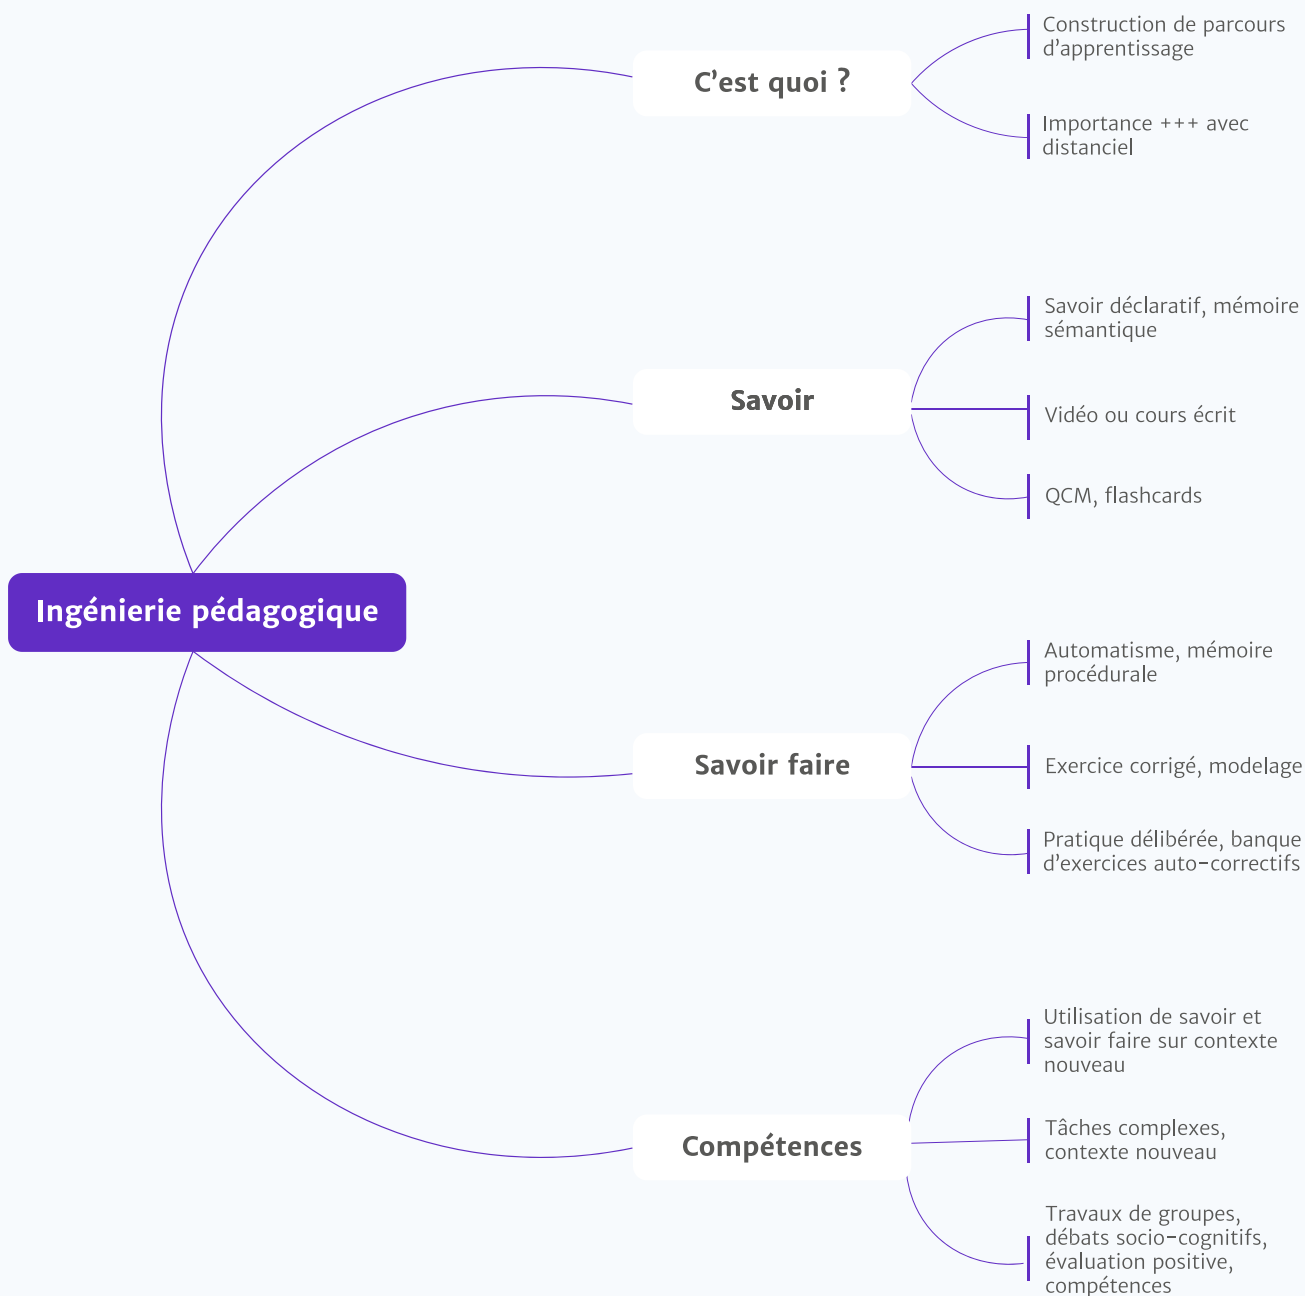 C’est quoi ?
Construction de parcours
d’apprentissage
Importance +++ avec
distanciel
Savoir
Savoir déclaratif, mémoire
sémantique
Vidéo ou cours écrit
QCM, flashcards
Ingénierie pédagogique
Savoir faire
Automatisme, mémoire
procédurale
Exercice corrigé, modelage
Pratique délibérée, banque
d’exercices auto-correctifs
Compétences
Utilisation de savoir et
savoir faire sur contexte
nouveau
Tâches complexes,
contexte nouveau
Travaux de groupes,
débats socio-cognitifs,
évaluation positive,
compétences